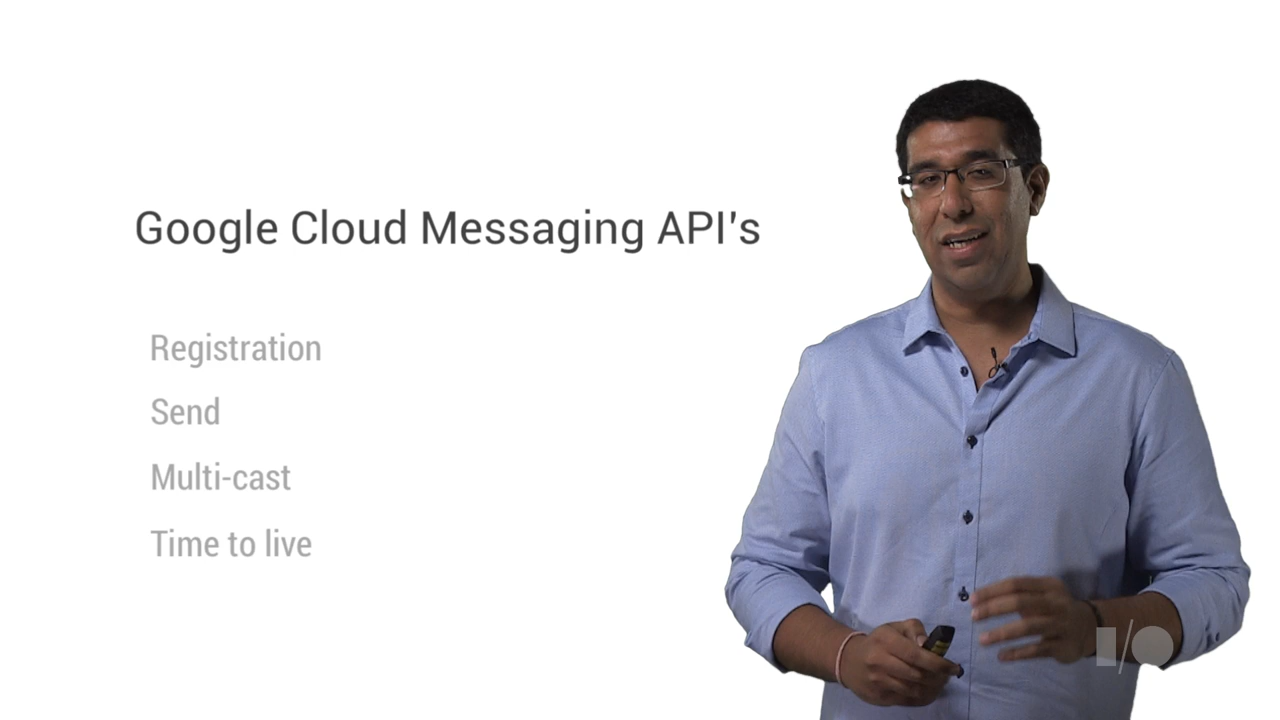 Google Cloud Messaging API's
Registration
Send
Multi-cast
Time to live
I/O